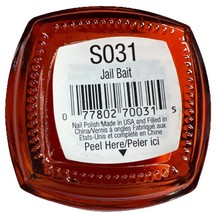 S031
Jail Bait
0 77802 70031 5
Nail Polish/Made in USA and Filled in
China/Vernis a ongles Fabriqué aux
Etats-Unis et complété en Chine
Peel Here/Peler ici